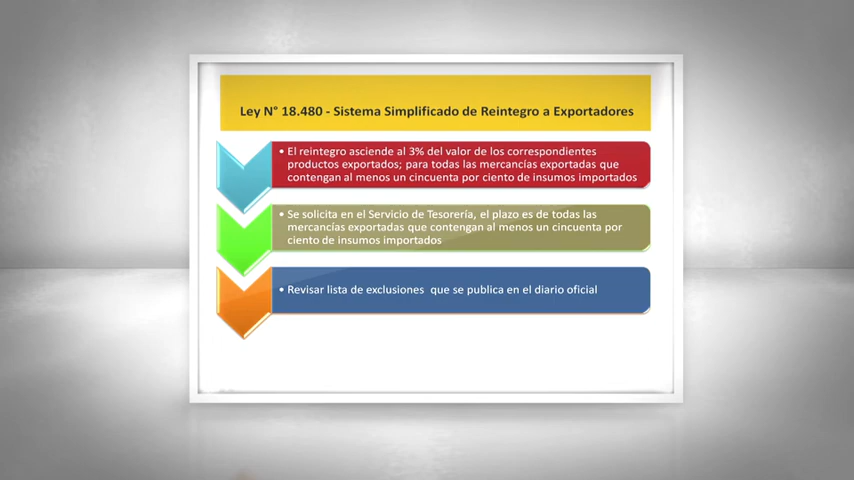 Ley N° 18.480 - Sistema Simplificado de Reintegro a Exportadores
• El reintegro asciende al 3% del valor de los correspondientes
productos exportados; para todas las mercancías exportadas que
contengan al menos un cincuenta por ciento de insumos importados
• Se solicita en el Servicio de Tesorería, el plazo es de todas las
mercancías exportadas que contengan al menos un cincuenta por
ciento de insumos importados
• Revisar lista de exclusiones que se publica en el diario oficial